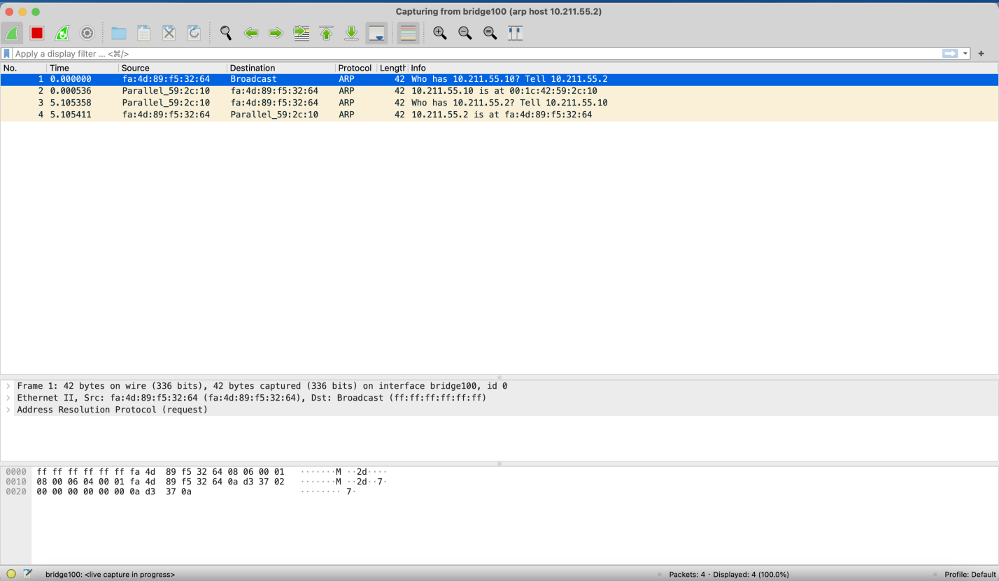 Capturing from bridge100 (arp host 10.211.55.2)
Apply a display filter ... <⌘/>
No. Time Source Destination Protocol Length Info
1 0.000000 fa:4d:89:f5:32:64 Broadcast ARP 42 Who has 10.211.55.10? Tell 10.211.55.2
2 0.000536 Parallel_59:2c:10 fa:4d:89:f5:32:64 ARP 42 10.211.55.10 is at 00:1c:42:59:2c:10
3 5.105358 Parallel_59:2c:10 fa:4d:89:f5:32:64 ARP 42 Who has 10.211.55.2? Tell 10.211.55.10
4 5.105411 fa:4d:89:f5:32:64 Parallel_59:2c:10 ARP 42 10.211.55.2 is at fa:4d:89:f5:32:64
Frame 1: 42 bytes on wire (336 bits), 42 bytes captured (336 bits) on interface bridge100, id 0
Ethernet II, Src: fa:4d:89:f5:32:64 (fa:4d:89:f5:32:64), Dst: Broadcast (ff:ff:ff:ff:ff:ff)
Address Resolution Protocol (request)
0000 ff ff ff ff ff ff fa 4d 89 f5 32 64 08 06 00 01 ·······M ··2d····
0010 08 00 06 04 00 01 fa 4d 89 f5 32 64 0a d3 37 02 ·······M ··2d··7·
0020 00 00 00 00 00 00 0a d3 37 0a ········ 7·
bridge100: <live capture in progress> Packets: 4 · Displayed: 4 (100.0%) Profile: Default